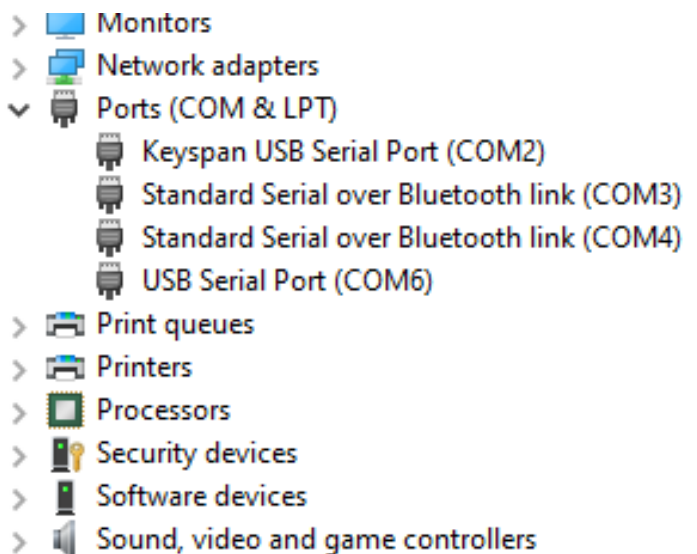 Monitors
Network adapters
Ports (COM & LPT)
Keyspan USB Serial Port (COM2)
Standard Serial over Bluetooth link (COM3)
Standard Serial over Bluetooth link (COM4)
USB Serial Port (COM6)
Print queues
Printers
Processors
Security devices
Software devices
Sound, video and game controllers